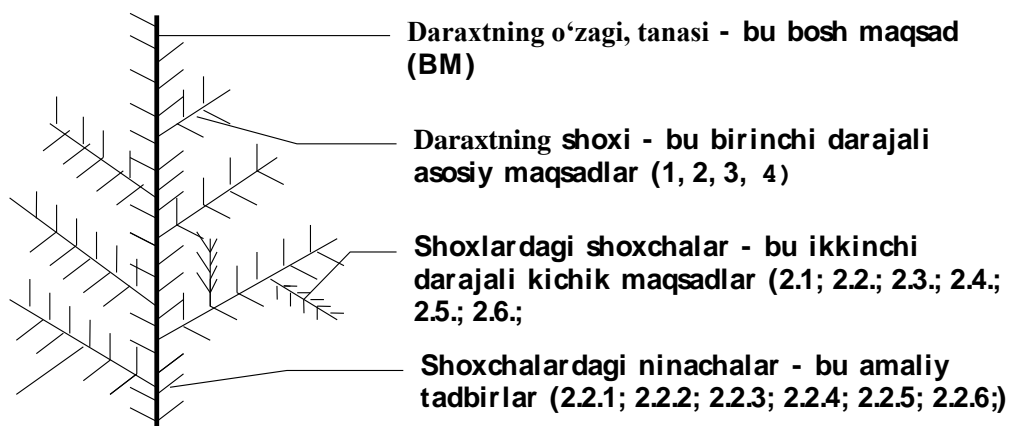 Daraxtning o‘zagi, tanasi - bu bosh maqsad
(BM)
Daraxtning shoxi - bu birinchi darajali
asosiy maqsadlar (1, 2, 3, 4)
Shoxlardagi shoxchalar - bu ikkinchi
darajali kichik maqsadlar (2.1; 2.2.; 2.3.; 2.4.;
2.5.; 2.6.;
Shoxchalardagi ninachalar - bu amaliy
tadbirlar (2.2.1; 2.2.2; 2.2.3; 2.2.4; 2.2.5; 2.2.6;)